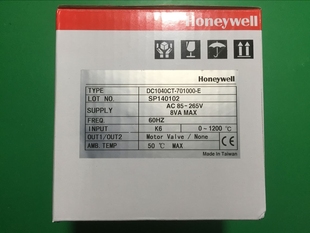 Honeywell
Honeywell
TYPE DC1040CT-701000-E
LOT NO. SP140102
SUPPLY AC 85~265V
8VA MAX
FREQ 60HZ
INPUT K6 0~1200 ℃
OUT1/OUT2 Motor Valve / None
AMB.TEMP 50 ℃ MAX
Made In Taiwan